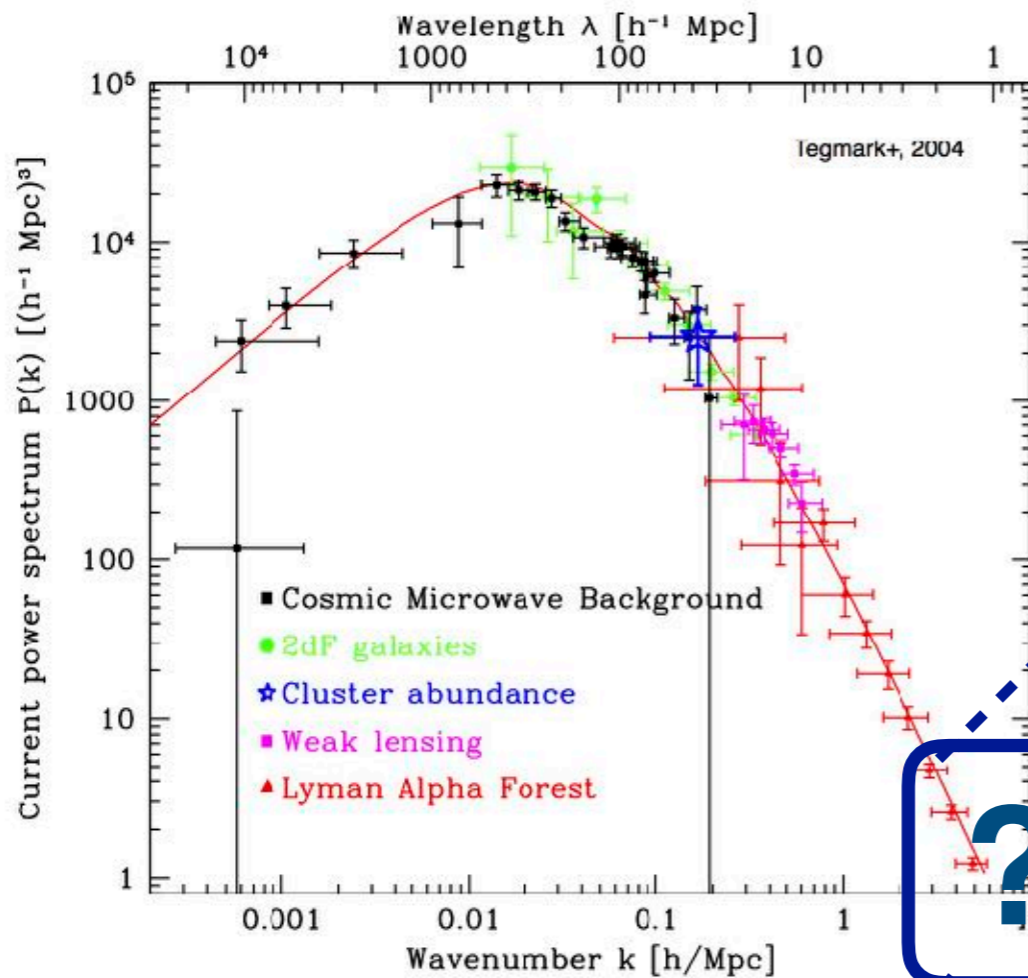 Wavelength λ [h⁻¹ Mpc]
10⁴ 1000 100 10 1
Current power spectrum P(k) [(h⁻¹ Mpc)³]
10⁵
10⁴
1000
100
10
1
Tegmark+, 2004
Cosmic Microwave Background
2dF galaxies
Cluster abundance
Weak lensing
Lyman Alpha Forest
?
0.001 0.01 0.1 1
Wavenumber k [h/Mpc]